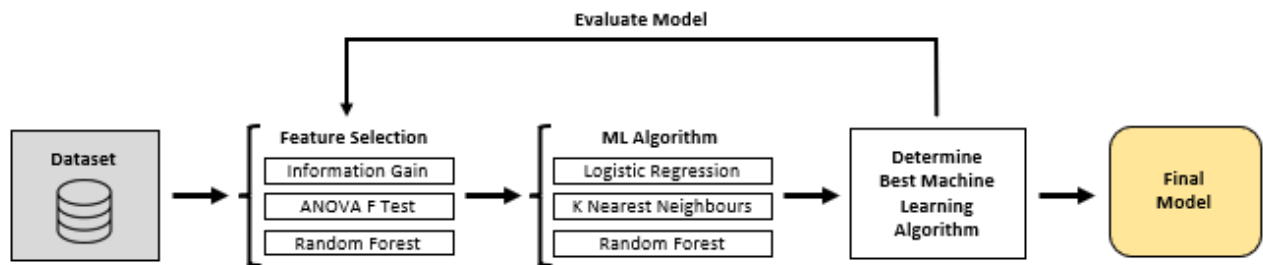 Evaluate Model
Dataset
Feature Selection
Information Gain
ANOVA F Test
Random Forest
ML Algorithm
Logistic Regression
K Nearest Neighbours
Random Forest
Determine
Best Machine
Learning
Algorithm
Final
Model